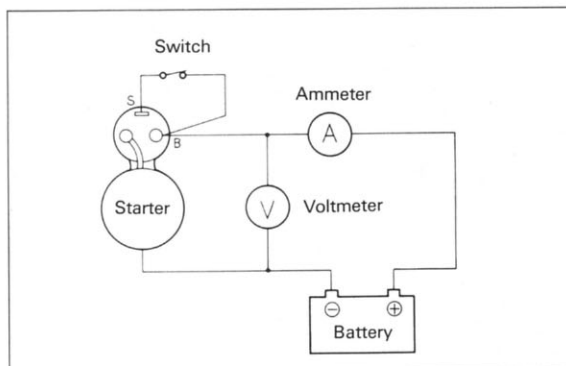 Switch
S
Ammeter
B
A
Starter
V
Voltmeter
⊖ ⊕
Battery